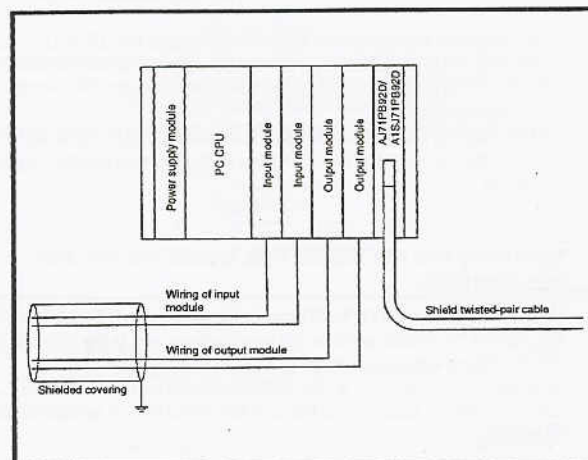 Power supply module
PC CPU
Input module
Input module
Output module
Output module
AJ71PB92D/
A1SJ71PB92D
Wiring of input
module
Wiring of output module
Shielded covering
Shield twisted-pair cable